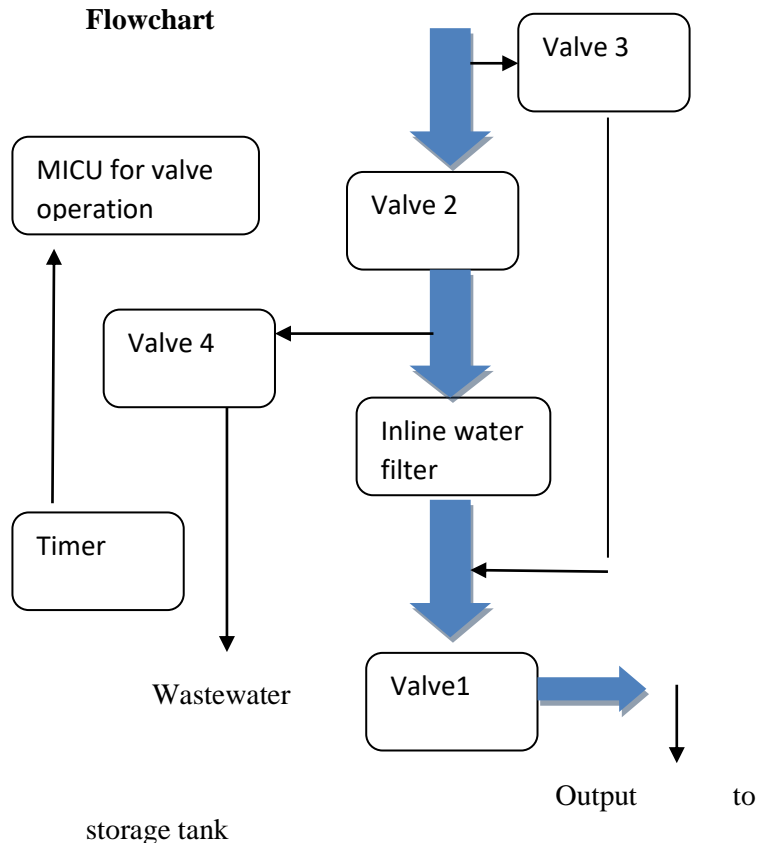 Flowchart
Valve 3
MICU for valve
operation
Valve 2
Valve 4
Inline water
filter
Timer
Wastewater
Valve1
Output to
storage tank